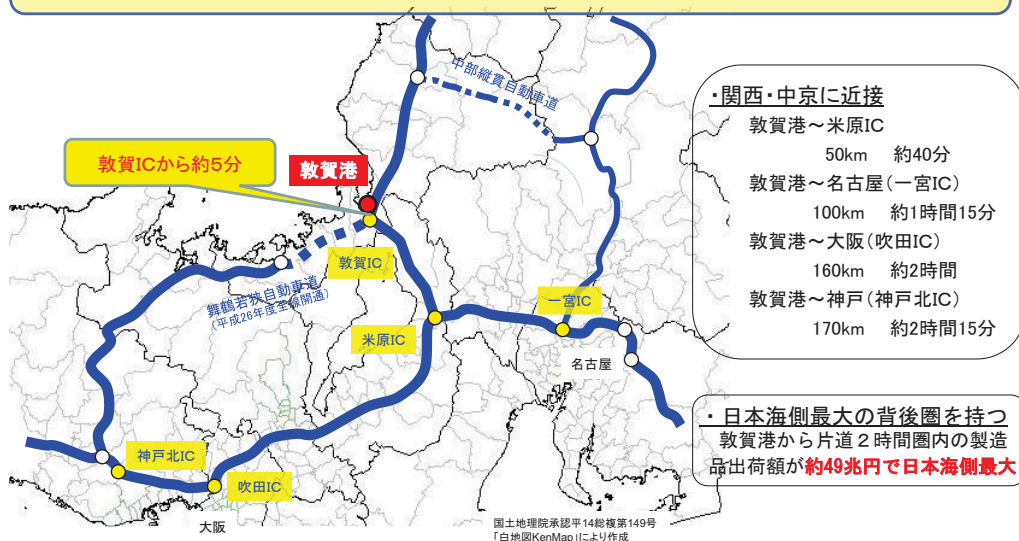 中部縦貫自動車道
敦賀ICから約5分
敦賀港
敦賀IC
舞鶴若狭自動車道
(平成26年度全線開通)
米原IC
一宮IC
名古屋
神戸北IC
吹田IC
大阪
・関西・中京に近接
敦賀港～米原IC
50km 約40分
敦賀港～名古屋(一宮IC)
100km 約1時間15分
敦賀港～大阪(吹田IC)
160km 約2時間
敦賀港～神戸(神戸北IC)
170km 約2時間15分
・日本海側最大の背後圏を持つ
敦賀港から片道２時間圏内の製造
品出荷額が約49兆円で日本海側最大
国土地理院承認平14総複第149号
「白地図KenMap」により作成